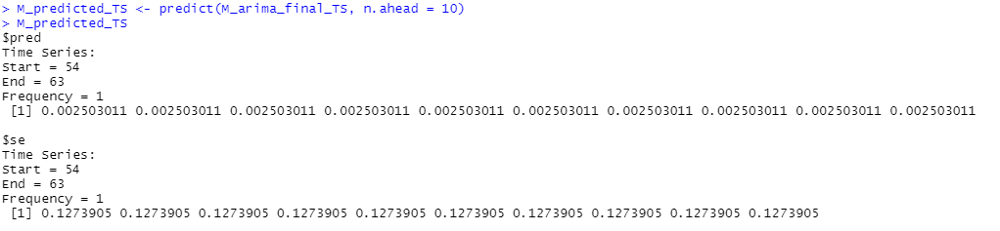 > M_predicted_TS <- predict(M_arima_final_TS, n.ahead = 10)
> M_predicted_TS
$pred
Time Series:
Start = 54
End = 63
Frequency = 1
 [1] 0.002503011 0.002503011 0.002503011 0.002503011 0.002503011 0.002503011 0.002503011 0.002503011 0.002503011 0.002503011

$se
Time Series:
Start = 54
End = 63
Frequency = 1
 [1] 0.1273905 0.1273905 0.1273905 0.1273905 0.1273905 0.1273905 0.1273905 0.1273905 0.1273905 0.1273905